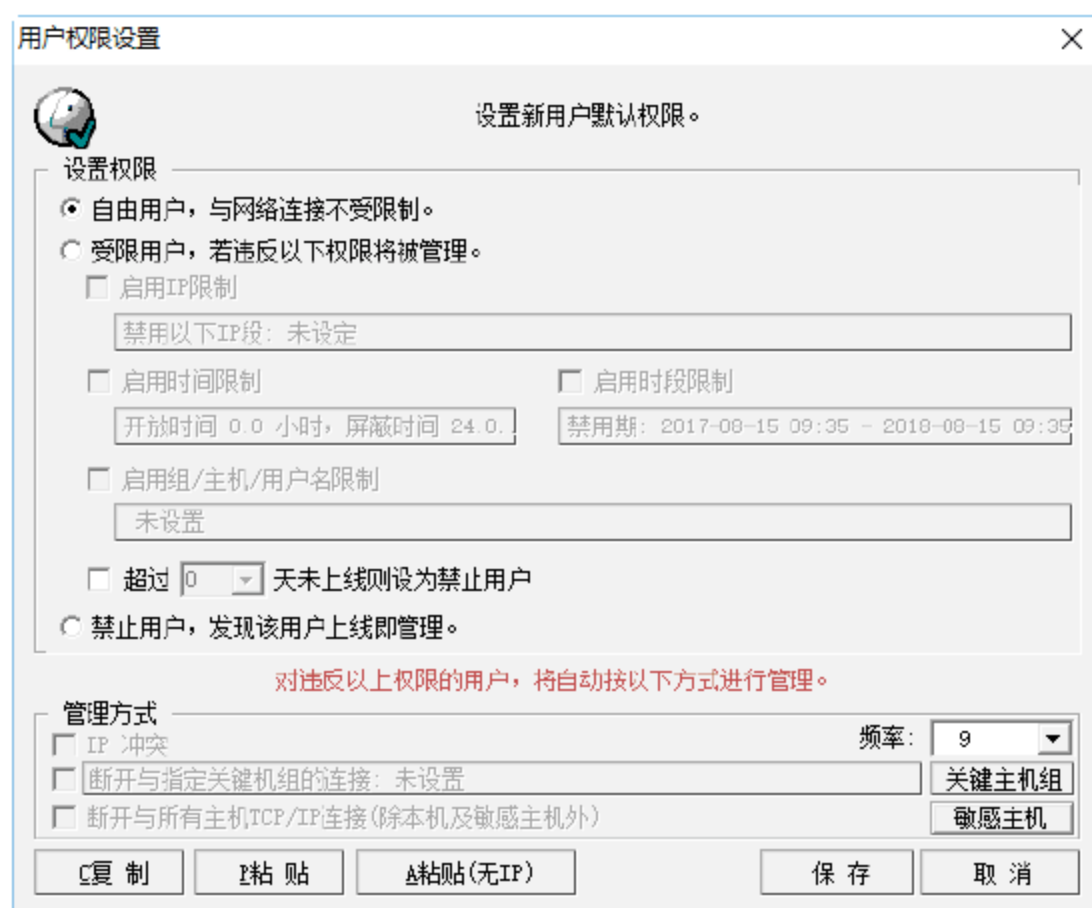 用户权限设置
设置新用户默认权限。
设置权限
自由用户，与网络连接不受限制。
受限用户，若违反以下权限将被管理。
启用IP限制
禁用以下IP段: 未设定
启用时间限制 启用时段限制
开放时间 0.0 小时，屏蔽时间 24.0. 禁用期: 2017-08-15 09:35 - 2018-08-15 09:35
启用组/主机/用户名限制
未设置
超过 0 天未上线则设为禁止用户
禁止用户，发现该用户上线即管理。
对违反以上权限的用户，将自动按以下方式进行管理。
管理方式
IP 冲突 频率: 9
断开与指定关键机组的连接: 未设置 关键主机组
断开与所有主机TCP/IP连接(除本机及敏感主机外) 敏感主机
C复 制 P粘 贴 A粘贴(无IP) 保 存 取 消